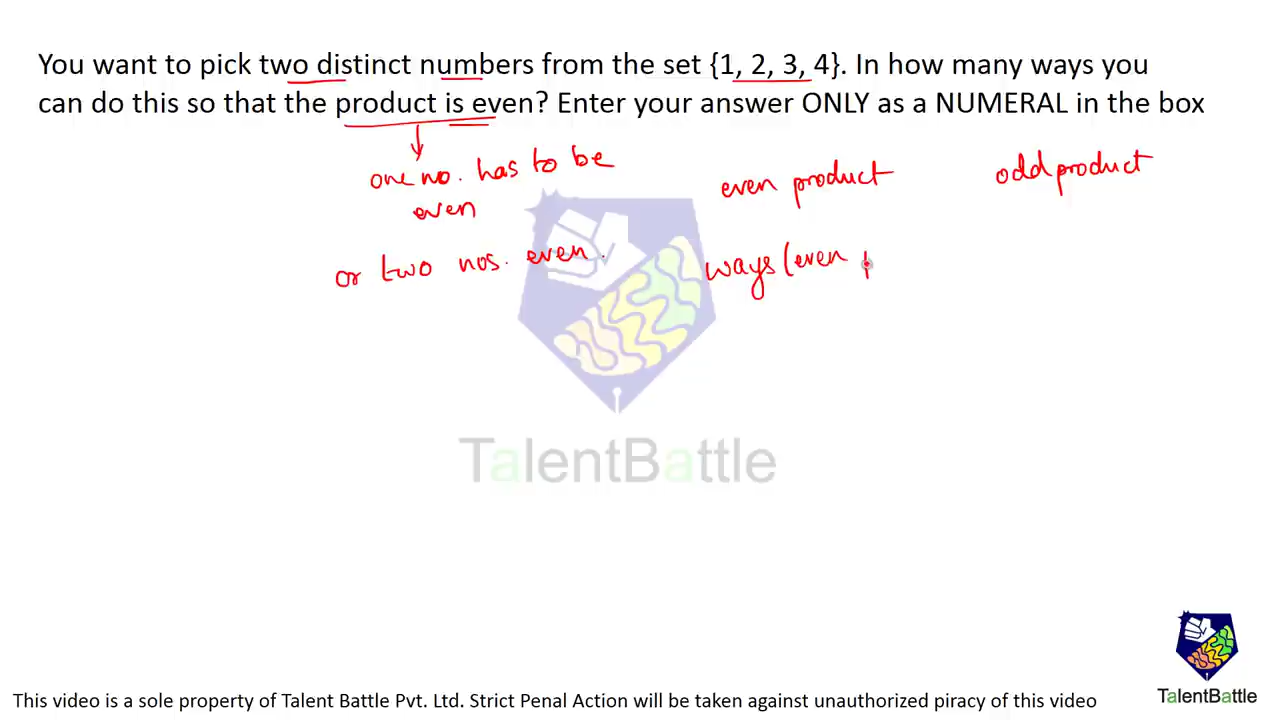 You want to pick two distinct numbers from the set {1, 2, 3, 4}. In how many ways you
can do this so that the product is even? Enter your answer ONLY as a NUMERAL in the box
one no. has to be
even
or two nos. even.
even product
odd product
ways (even
TalentBattle
TalentBattle
This video is a sole property of Talent Battle Pvt. Ltd. Strict Penal Action will be taken against unauthorized piracy of this video